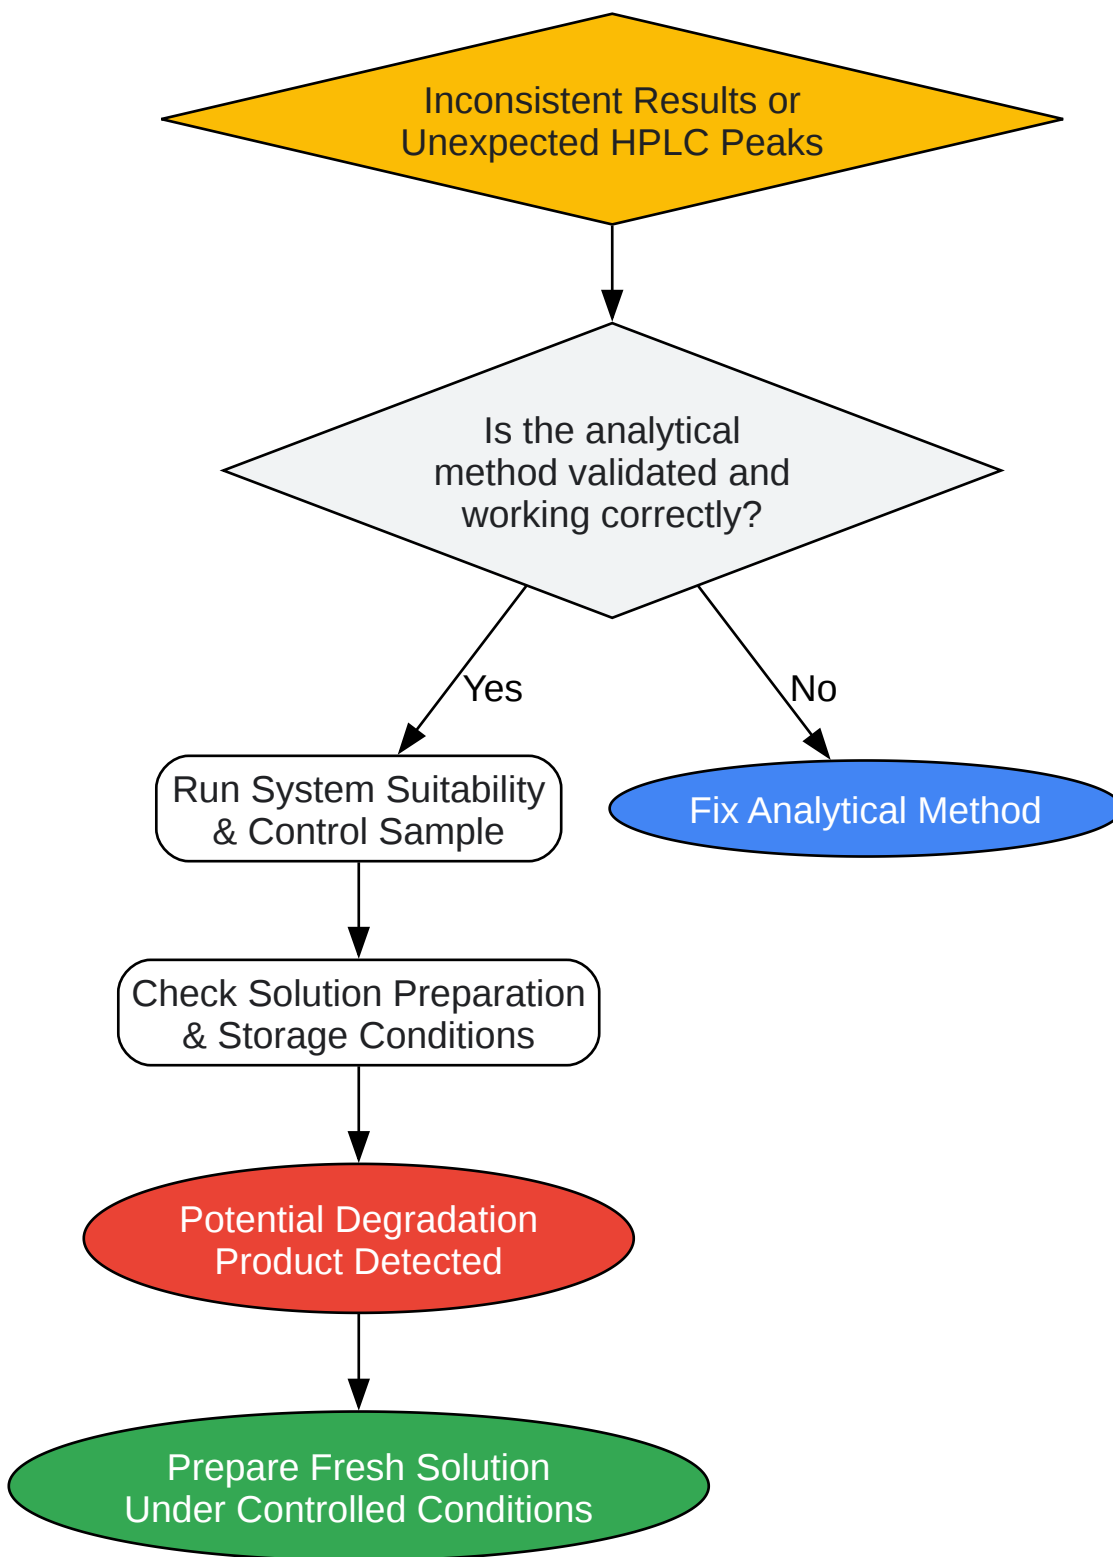 Inconsistent Results or
Unexpected HPLC Peaks
Is the analytical
method validated and
working correctly?
Yes
No
Run System Suitability
& Control Sample
Fix Analytical Method
Check Solution Preparation
& Storage Conditions
Potential Degradation
Product Detected
Prepare Fresh Solution
Under Controlled Conditions